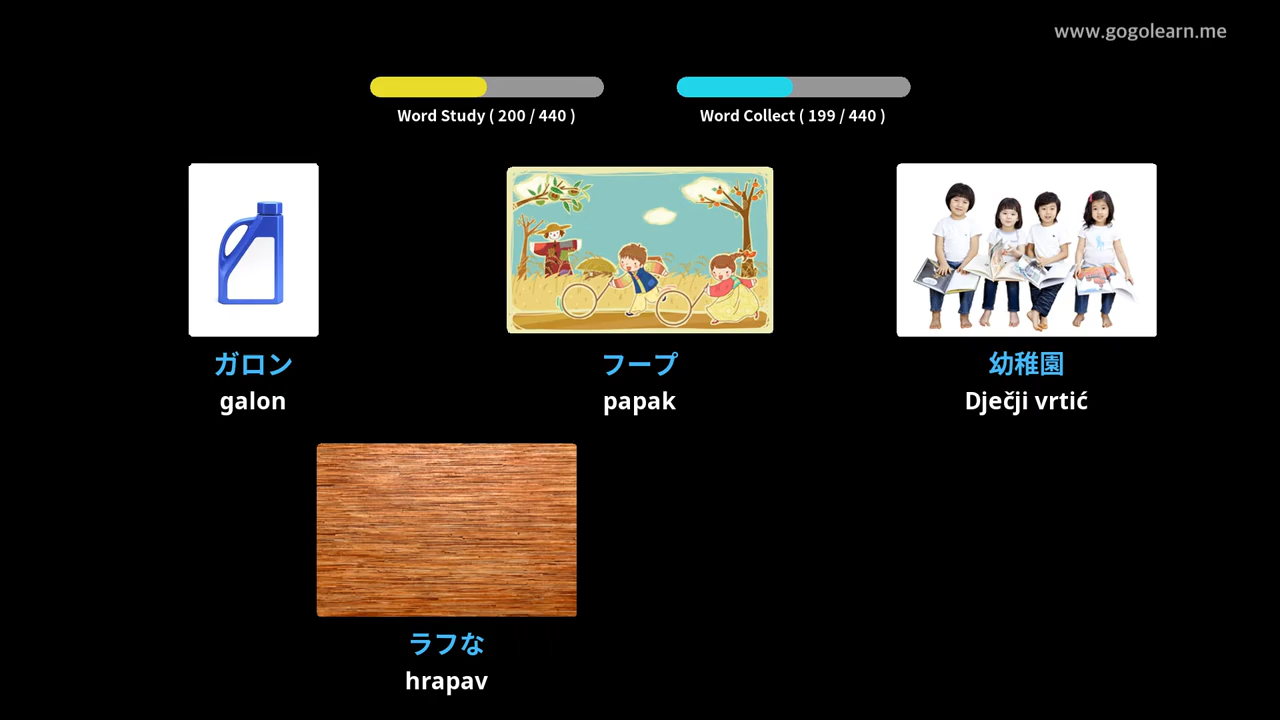 www.gogolearn.me
Word Study ( 200 / 440 )
Word Collect ( 199 / 440 )
ガロン
galon
フープ
papak
幼稚園
Dječji vrtić
ラフな
hrapav